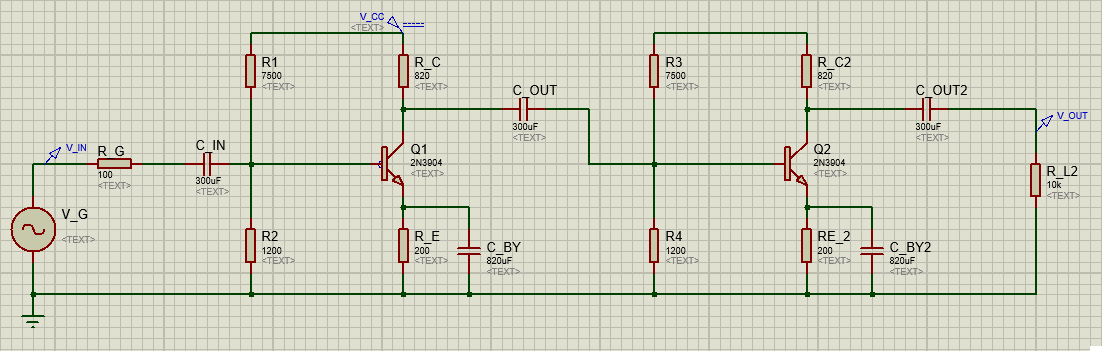 V_CC
<TEXT>
R1
7500
<TEXT>
R_C
820
<TEXT>
C_OUT
300uF
<TEXT>
R3
7500
<TEXT>
R_C2
820
<TEXT>
C_OUT2
300uF
<TEXT>
V_OUT
V_IN
R_G
100
<TEXT>
C_IN
300uF
<TEXT>
Q1
2N3904
<TEXT>
Q2
2N3904
<TEXT>
R_L2
10k
<TEXT>
V_G
<TEXT>
R2
1200
<TEXT>
R_E
200
<TEXT>
C_BY
820uF
<TEXT>
R4
1200
<TEXT>
RE_2
200
<TEXT>
C_BY2
820uF
<TEXT>